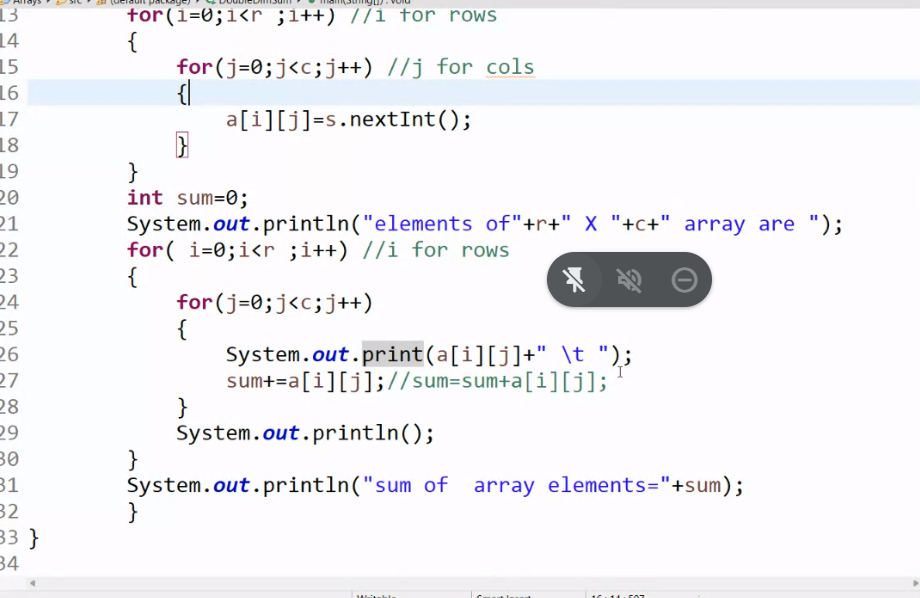 Arrays src (default package) DoubleDimSum main(String[]) : void
13 for(i=0;i<r ;i++) //i for rows
14 {
15 for(j=0;j<c;j++) //j for cols
16 {
17 a[i][j]=s.nextInt();
18 }
19 }
20 int sum=0;
21 System.out.println("elements of"+r+" X "+c+" array are ");
22 for( i=0;i<r ;i++) //i for rows
23 {
24 for(j=0;j<c;j++)
25 {
26 System.out.print(a[i][j]+" \t ");
27 sum+=a[i][j];//sum=sum+a[i][j];
28 }
29 System.out.println();
30 }
31 System.out.println("sum of  array elements="+sum);
32 }
33 }
34
Writable Smart Insert